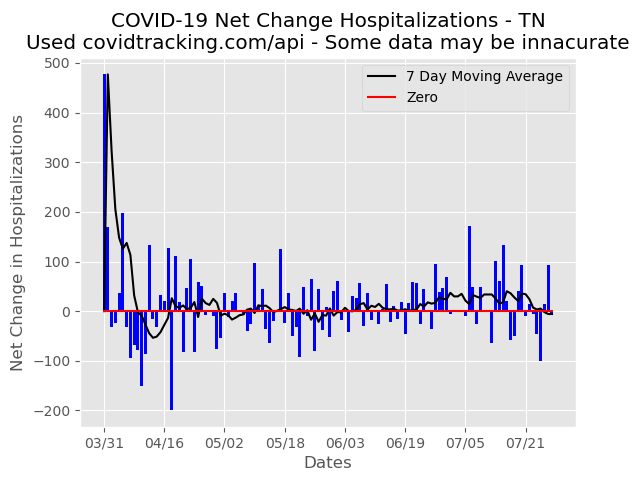 COVID-19 Net Change Hospitalizations - TN
Used covidtracking.com/api - Some data may be innacurate
7 Day Moving Average
Zero
Net Change in Hospitalizations
500
400
300
200
100
0
−100
−200
03/31 04/16 05/02 05/18 06/03 06/19 07/05 07/21
Dates